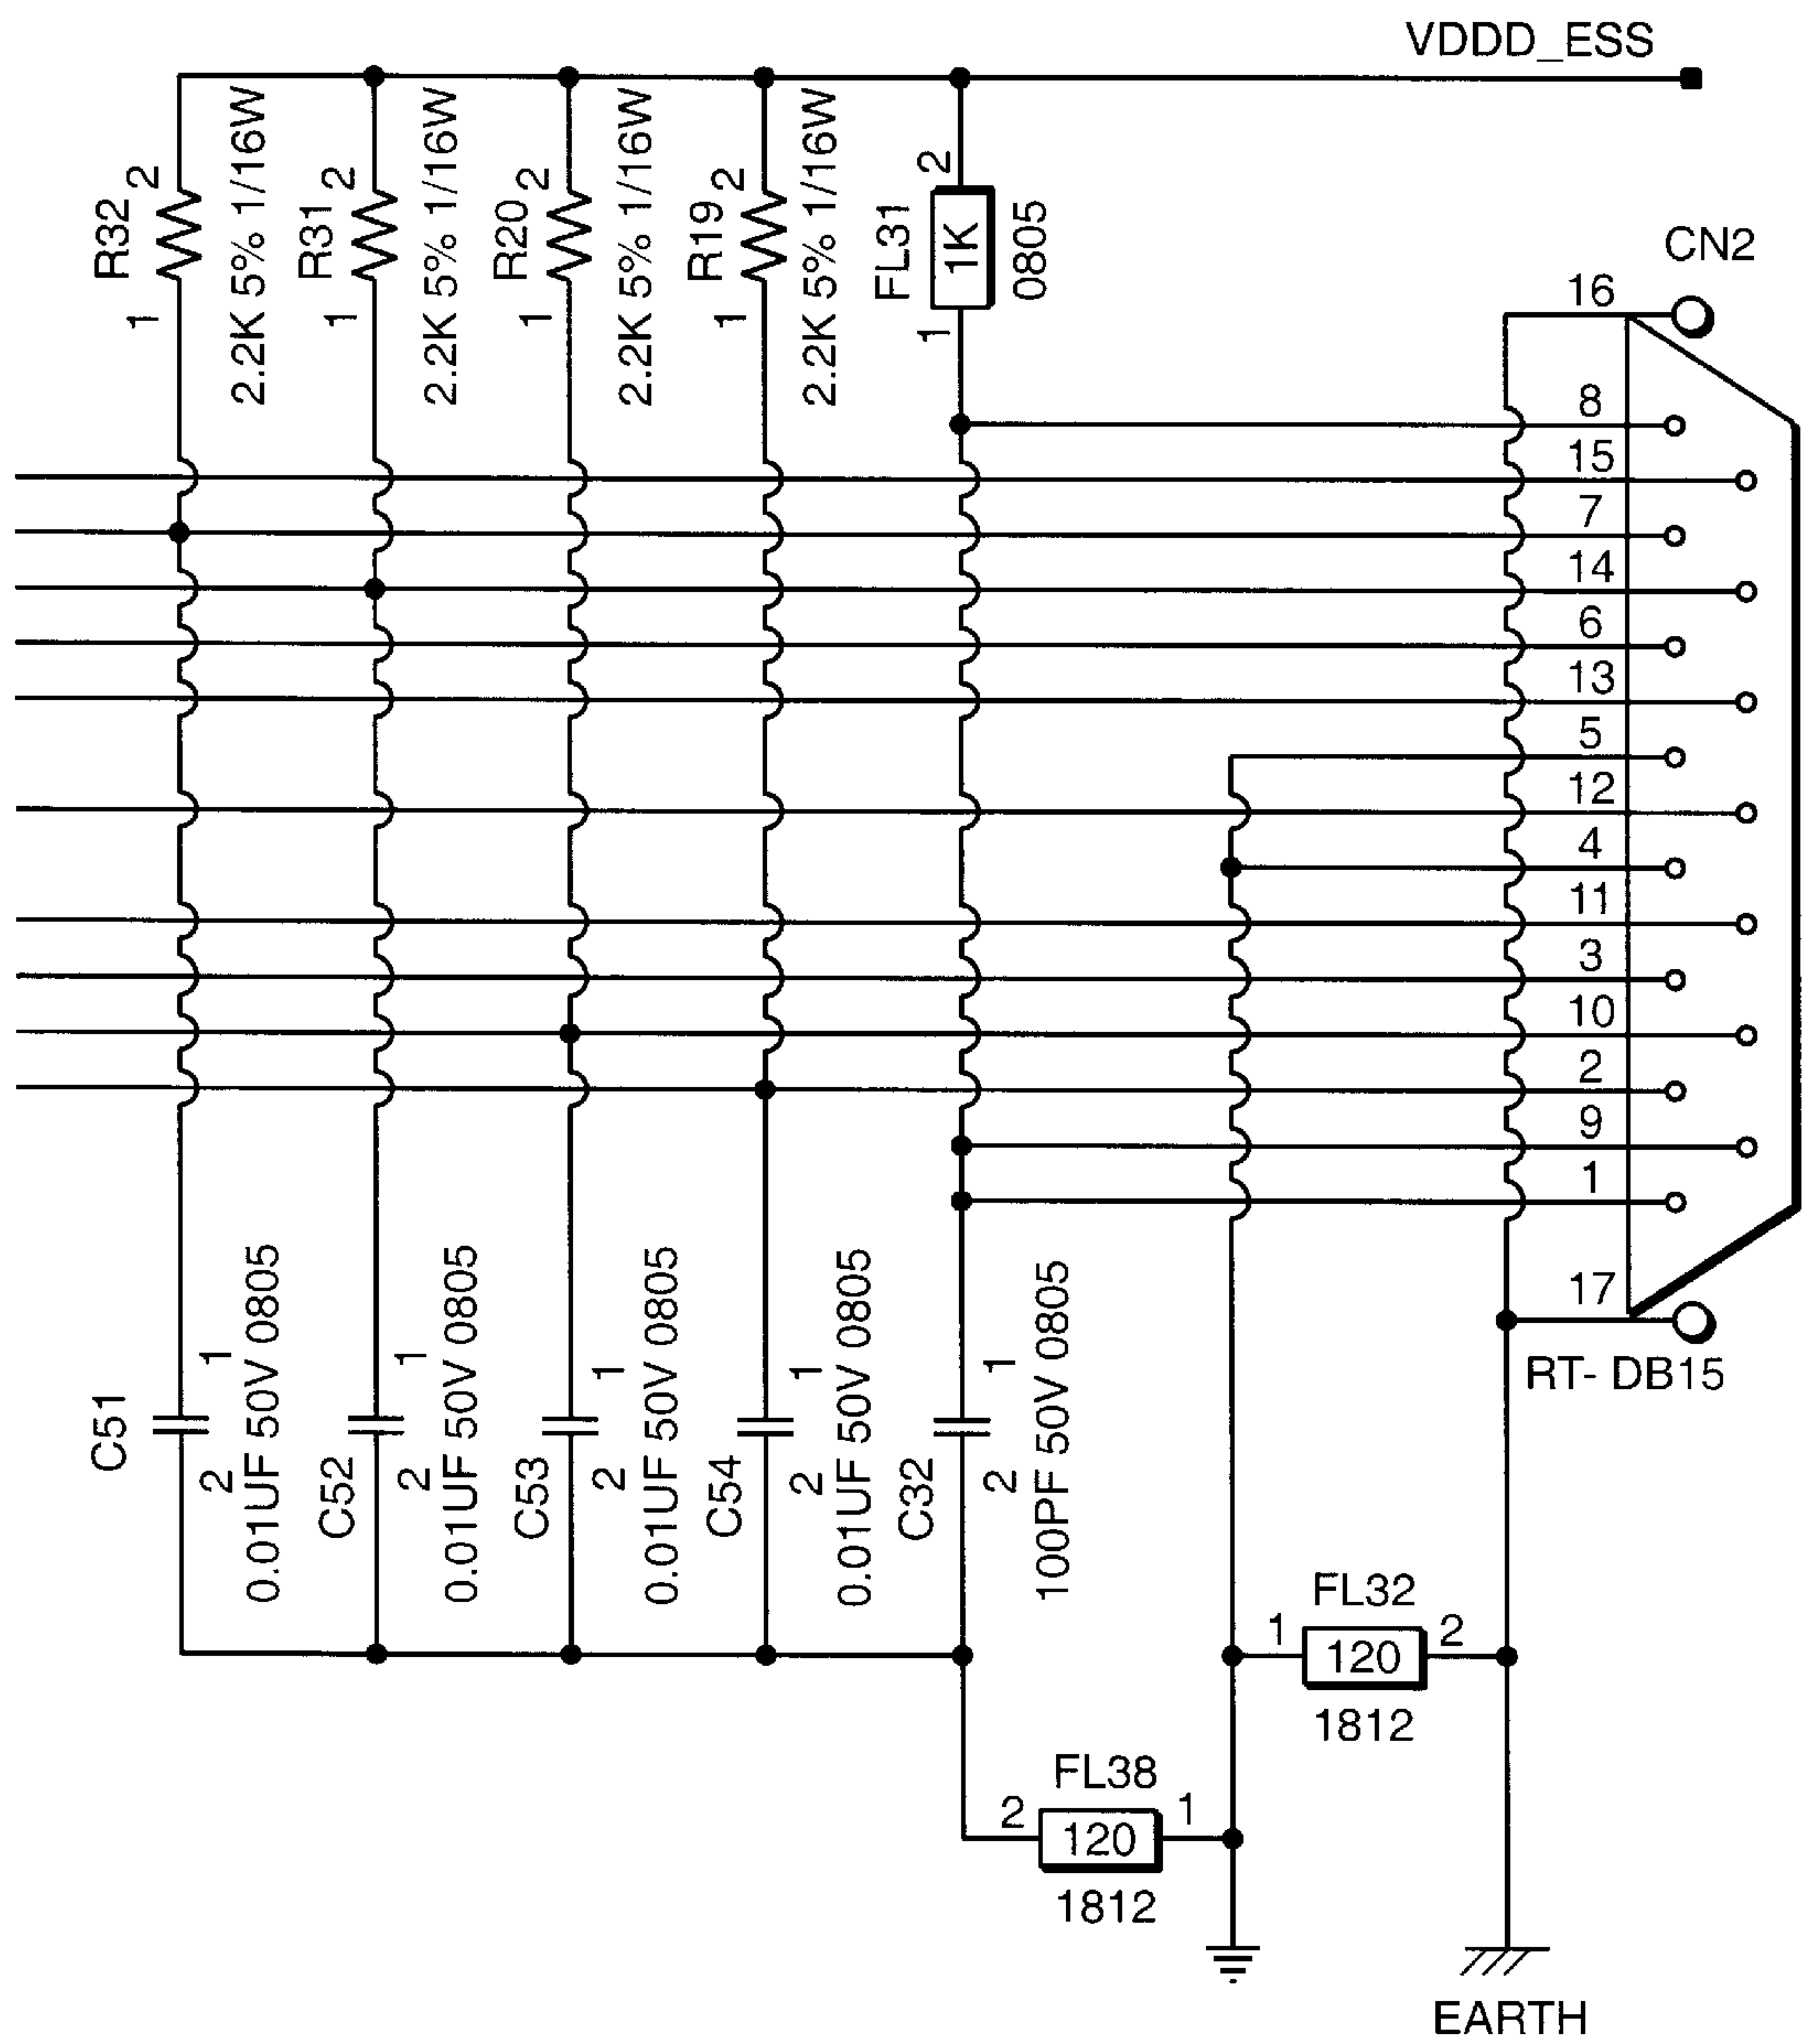 VDDD_ESS
R32
2
1
2.2K 5% 1/16W
R31
2
1
2.2K 5% 1/16W
R20
2
1
2.2K 5% 1/16W
R19
2
1
2.2K 5% 1/16W
FL31
2
1K
1
0805
CN2
16
8
15
7
14
6
13
5
12
4
11
3
10
2
9
1
17
RT- DB15
C51
1
2
0.01UF 50V 0805
C52
1
2
0.01UF 50V 0805
C53
1
2
0.01UF 50V 0805
C54
1
2
0.01UF 50V 0805
C32
1
2
100PF 50V 0805
FL32
1
120
2
1812
FL38
2
120
1
1812
EARTH